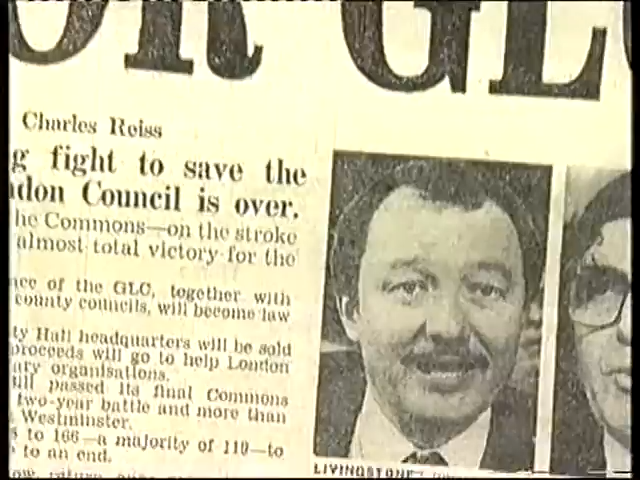 OR GLC
Charles Reiss
g fight to save the
ndon Council is over.
he Commons—on the stroke
almost total victory for the
nce of the GLC, together with
county councils, will become law
ty Hall headquarters will be sold
proceeds will go to help London
ary organisations.
ill passed its final Commons
two-year battle and more than
Westminster.
s to 166—a majority of 110—to
to an end.
LIVINGSTONE